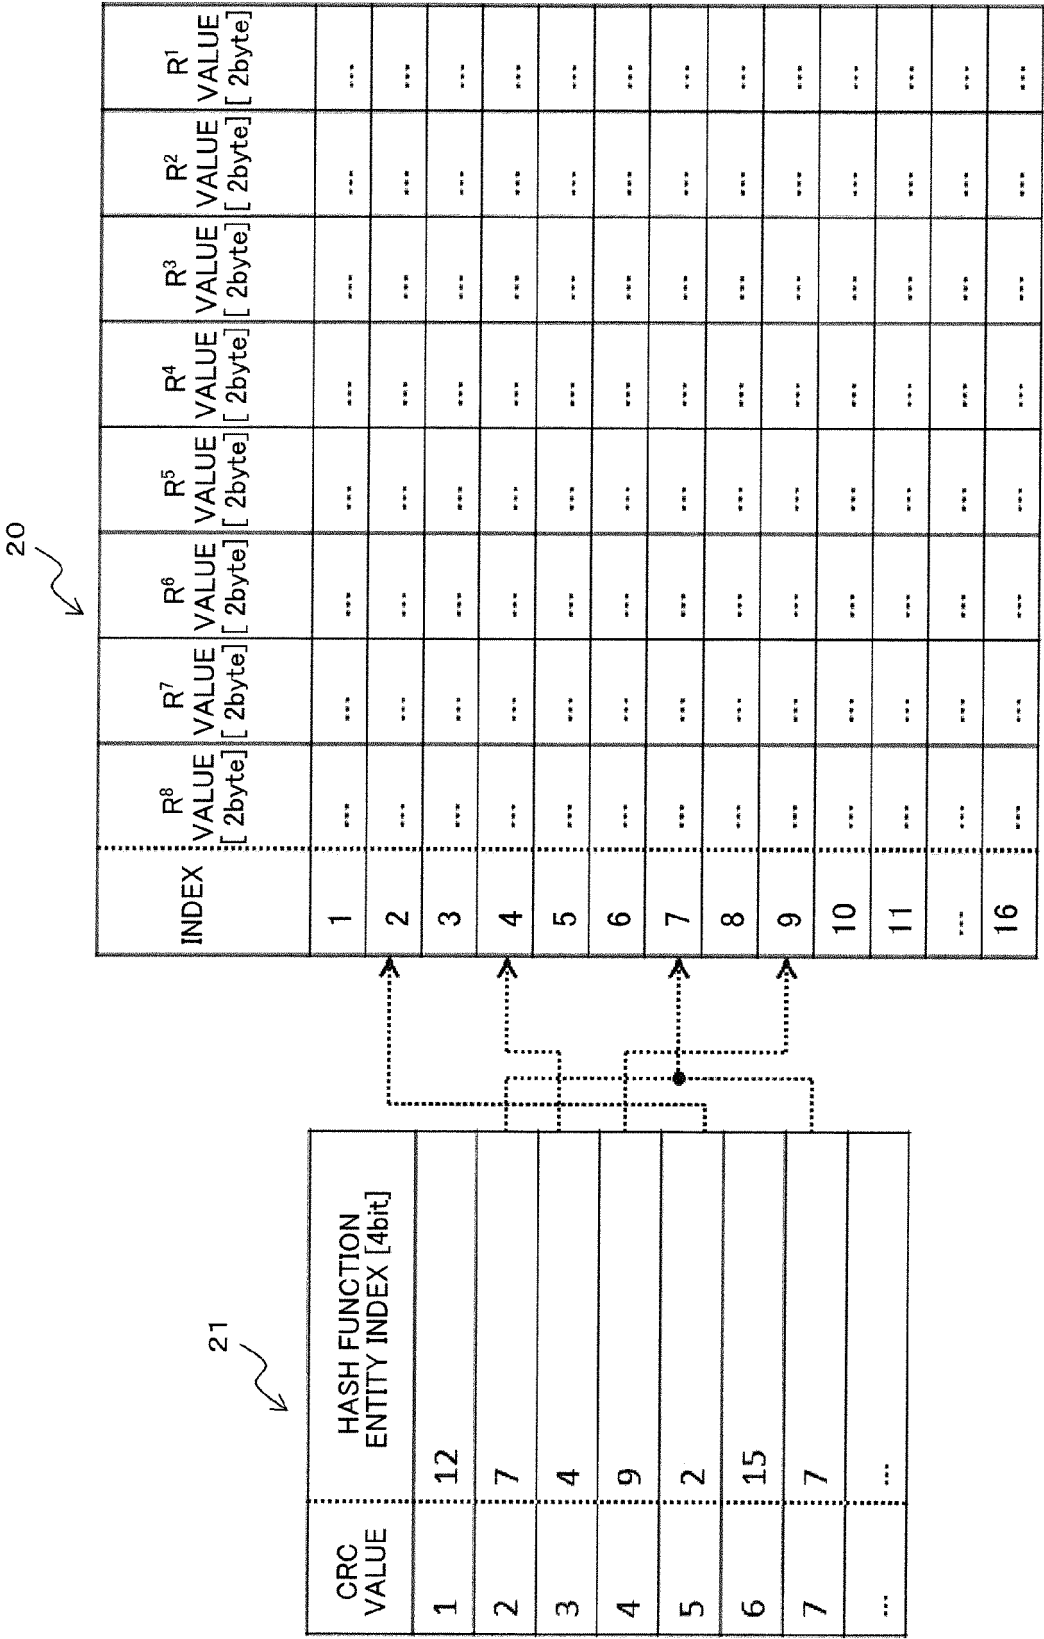 20
INDEX
R8 VALUE [ 2byte]
R7 VALUE [ 2byte]
R6 VALUE [ 2byte]
R5 VALUE [ 2byte]
R4 VALUE [ 2byte]
R3 VALUE [ 2byte]
R2 VALUE [ 2byte]
R1 VALUE [ 2byte]
1 ... ... ... ... ... ... ... ...
2 ... ... ... ... ... ... ... ...
3 ... ... ... ... ... ... ... ...
4 ... ... ... ... ... ... ... ...
5 ... ... ... ... ... ... ... ...
6 ... ... ... ... ... ... ... ...
7 ... ... ... ... ... ... ... ...
8 ... ... ... ... ... ... ... ...
9 ... ... ... ... ... ... ... ...
10 ... ... ... ... ... ... ... ...
11 ... ... ... ... ... ... ... ...
... ... ... ... ... ... ... ... ...
16 ... ... ... ... ... ... ... ...
21
CRC
VALUE
HASH FUNCTION
ENTITY INDEX [4bit]
1 12
2 7
3 4
4 9
5 2
6 15
7 7
... ...